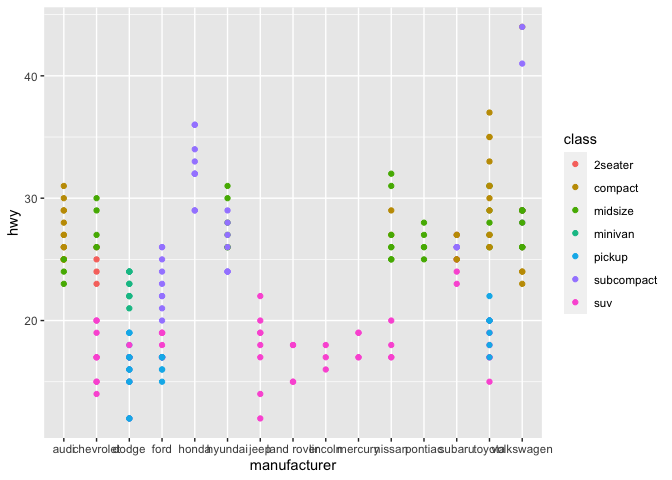 hwy
40
30
20
audi chevrolet dodge ford honda hyundai jeep land rover lincoln mercury nissan pontiac subaru toyota volkswagen
manufacturer
class
2seater
compact
midsize
minivan
pickup
subcompact
suv